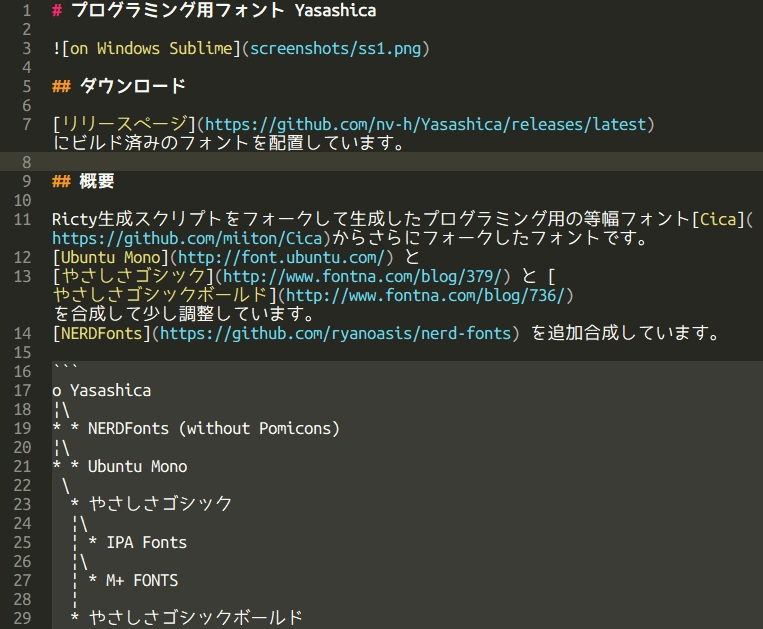 1 # プログラミング用フォント Yasashica
2
3 ![on Windows Sublime](screenshots/ss1.png)
4
5 ## ダウンロード
6
7 [リリースページ](https://github.com/nv-h/Yasashica/releases/latest)
にビルド済みのフォントを配置しています。
8
9 ## 概要
10
11 Ricty生成スクリプトをフォークして生成したプログラミング用の等幅フォント[Cica](
https://github.com/miiton/Cica)からさらにフォークしたフォントです。
12 [Ubuntu Mono](http://font.ubuntu.com/) と
13 [やさしさゴシック](http://www.fontna.com/blog/379/) と [
やさしさゴシックボールド](http://www.fontna.com/blog/736/)
を合成して少し調整しています。
14 [NERDFonts](https://github.com/ryanoasis/nerd-fonts) を追加合成しています。
15
16 ```
17 o Yasashica
18 ¦\
19 * * NERDFonts (without Pomicons)
20 ¦\
21 * * Ubuntu Mono
22  \
23   * やさしさゴシック
24   ¦\
25   ¦ * IPA Fonts
26   ¦\
27   ¦ * M+ FONTS
28   ¦
29   * やさしさゴシックボールド